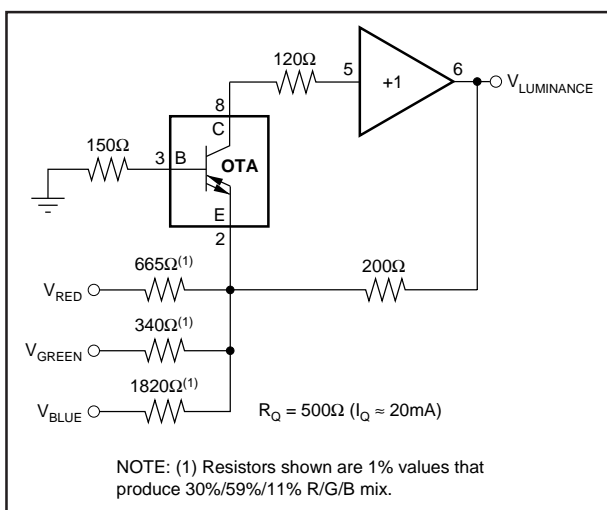 120Ω
5
+1
6
V_LUMINANCE
8
C
150Ω
3
B
OTA
E
2
665Ω(1)
200Ω
V_RED
340Ω(1)
V_GREEN
1820Ω(1)
V_BLUE
R_Q = 500Ω (I_Q ≈ 20mA)
NOTE: (1) Resistors shown are 1% values that
produce 30%/59%/11% R/G/B mix.